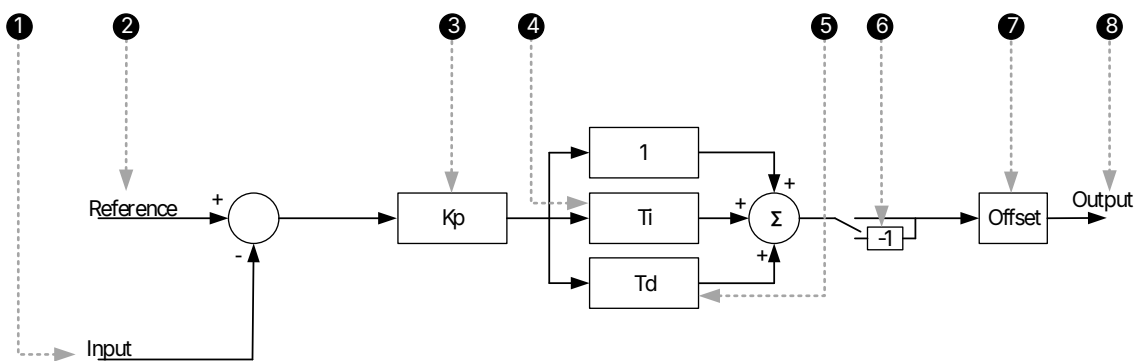 1 2 3 4 5 6 7 8
1
+ Reference + + Output
Kp Ti Σ Offset
- + -1
Td
Input